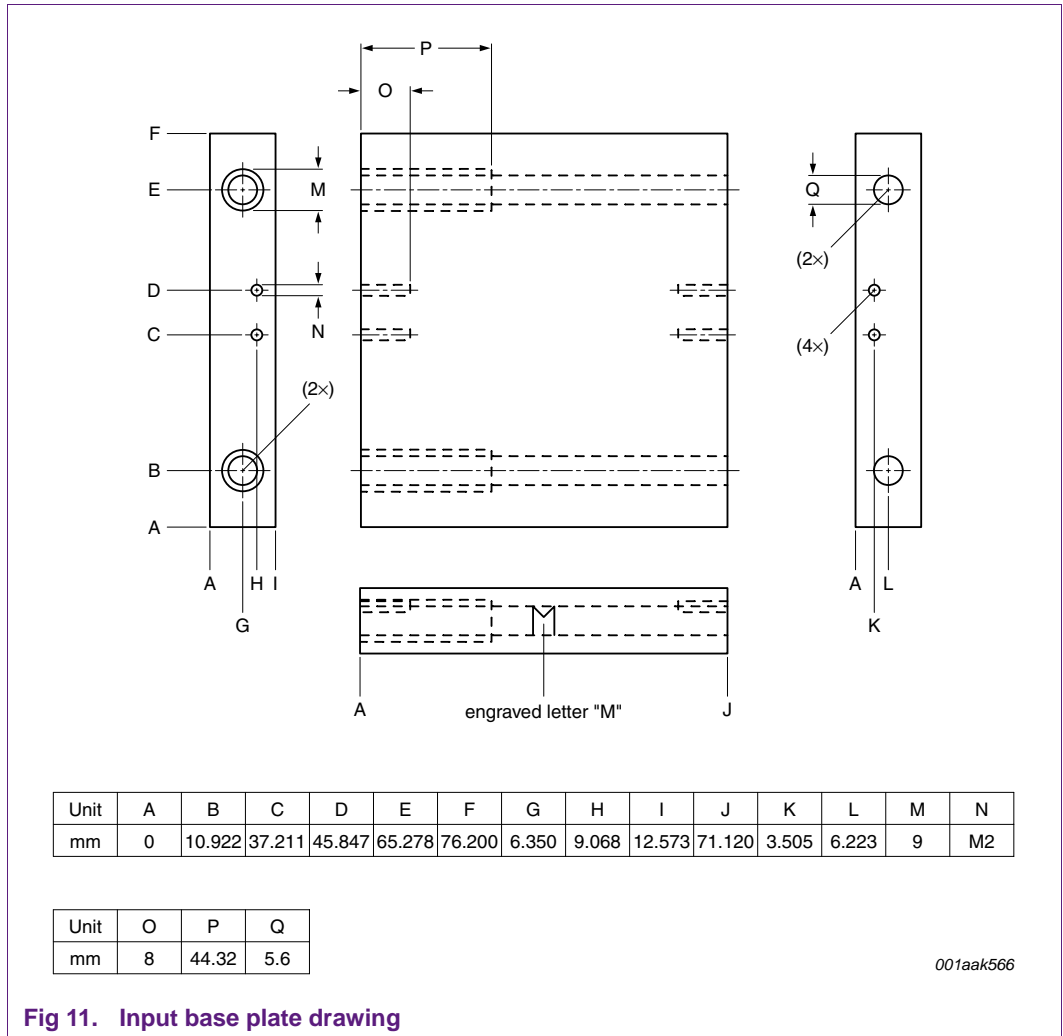 P
O
F
E
M
Q
(2×)
D
N
C
(4×)
(2×)
B
A
A
H
I
G
A
L
K
A
engraved letter "M"
J
Unit A B C D E F G H I J K L M N
mm 0 10.922 37.211 45.847 65.278 76.200 6.350 9.068 12.573 71.120 3.505 6.223 9 M2
Unit O P Q
mm 8 44.32 5.6
001aak566
Fig 11. Input base plate drawing